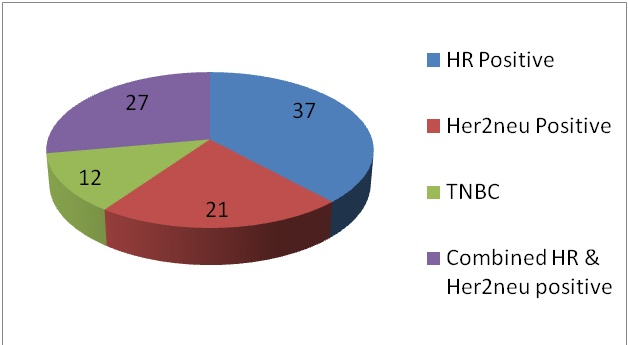 27
37
12
21
HR Positive
Her2neu Positive
TNBC
Combined HR &
Her2neu positive